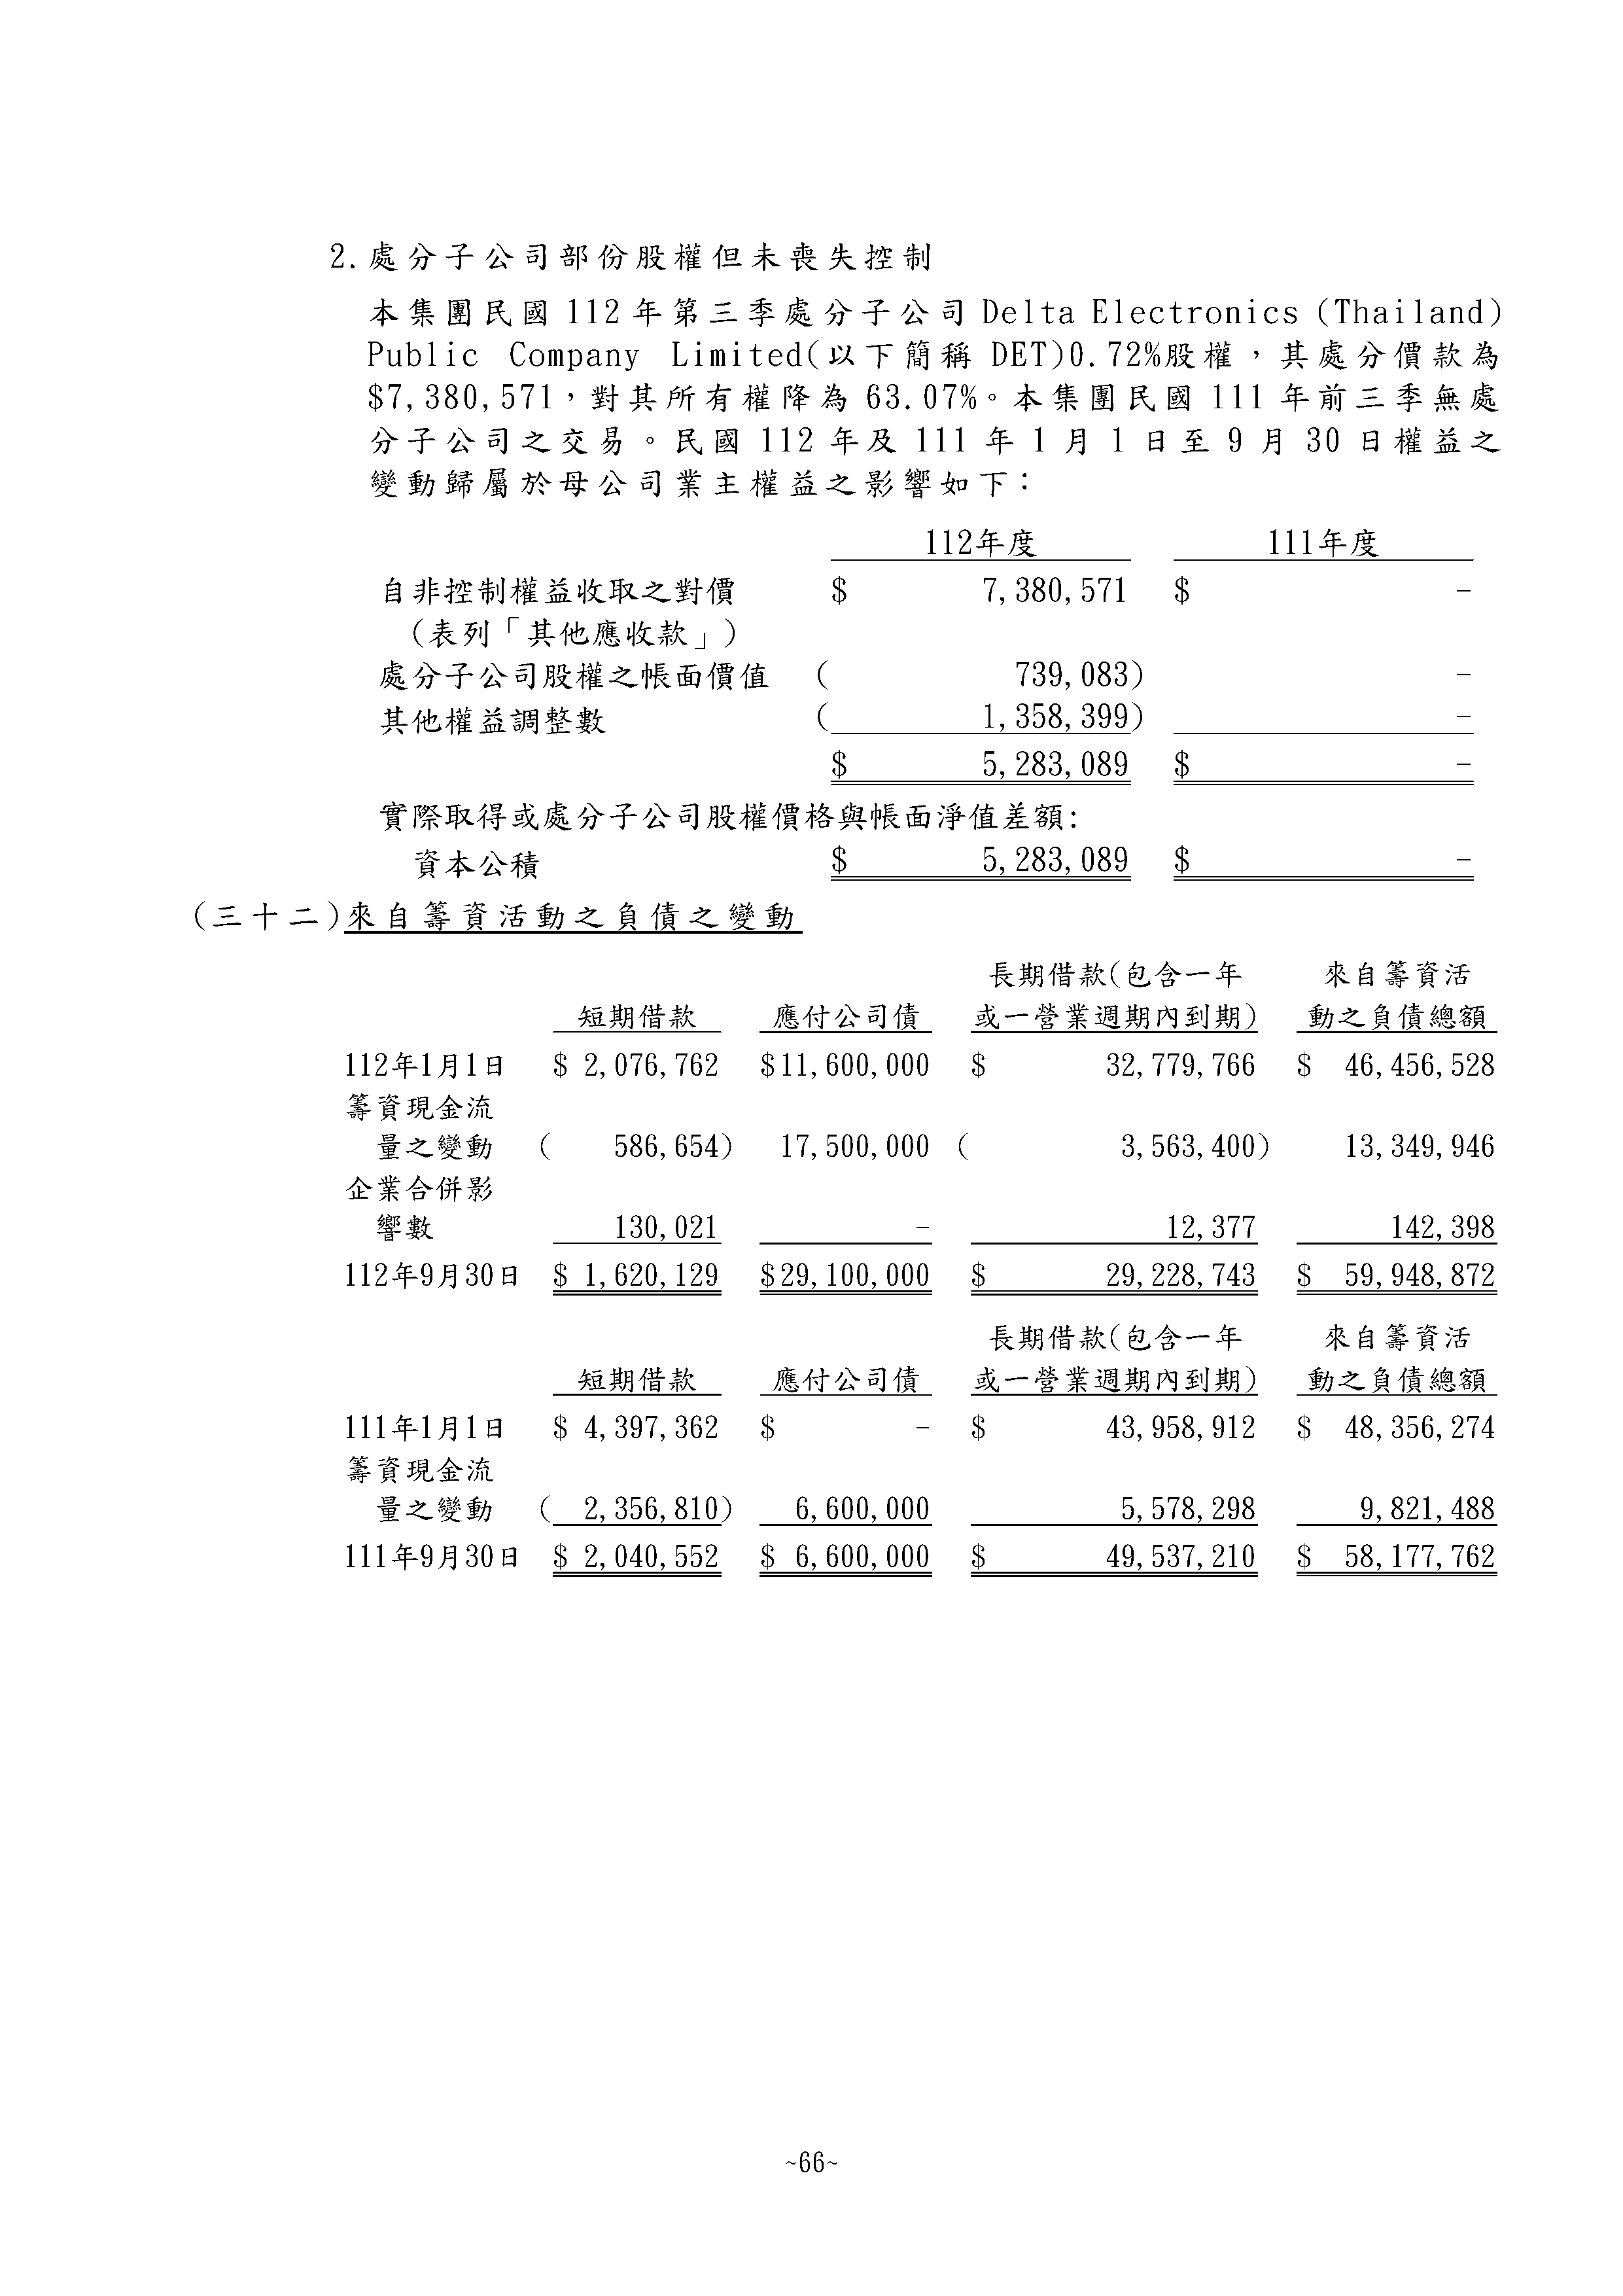 2.處分子公司部份股權但未喪失控制
本集團民國 112 年第三季處分子公司 Delta Electronics (Thailand)
Public Company Limited(以下簡稱 DET)0.72%股權，其處分價款為
$7,380,571，對其所有權降為 63.07%。本集團民國 111 年前三季無處
分子公司之交易。民國 112 年及 111 年 1 月 1 日至 9 月 30 日權益之
變動歸屬於母公司業主權益之影響如下：
112年度 111年度
自非控制權益收取之對價 $ 7,380,571 $ -
(表列「其他應收款」)
處分子公司股權之帳面價值 ( 739,083) -
其他權益調整數 ( 1,358,399) -
$ 5,283,089 $ -
實際取得或處分子公司股權價格與帳面淨值差額:
資本公積 $ 5,283,089 $ -
(三十二)來自籌資活動之負債之變動
長期借款(包含一年 來自籌資活
短期借款 應付公司債 或一營業週期內到期) 動之負債總額
112年1月1日 $ 2,076,762 $11,600,000 $ 32,779,766 $ 46,456,528
籌資現金流
量之變動 ( 586,654) 17,500,000 ( 3,563,400) 13,349,946
企業合併影
響數 130,021 - 12,377 142,398
112年9月30日 $ 1,620,129 $29,100,000 $ 29,228,743 $ 59,948,872
長期借款(包含一年 來自籌資活
短期借款 應付公司債 或一營業週期內到期) 動之負債總額
111年1月1日 $ 4,397,362 $ - $ 43,958,912 $ 48,356,274
籌資現金流
量之變動 ( 2,356,810) 6,600,000 5,578,298 9,821,488
111年9月30日 $ 2,040,552 $ 6,600,000 $ 49,537,210 $ 58,177,762
~66~